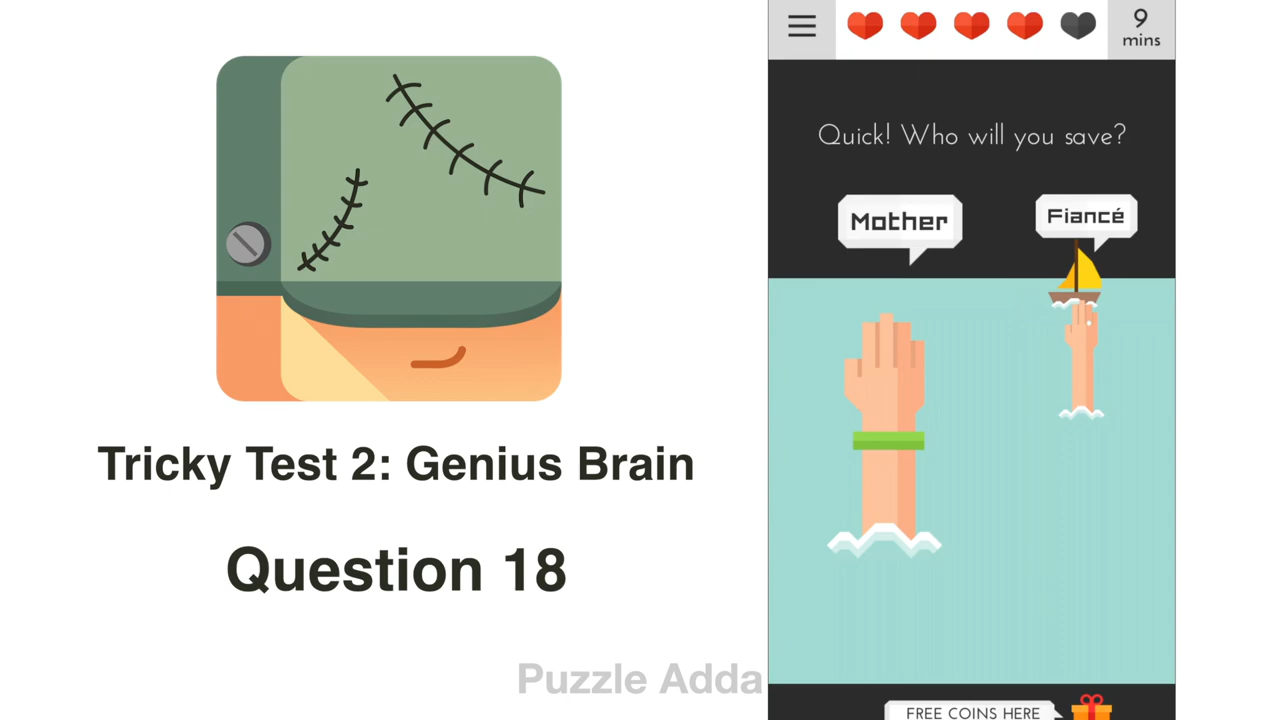 Tricky Test 2: Genius Brain
Question 18
Puzzle Adda
9
mins
Quick! Who will you save?
Mother
Fiancé
FREE COINS HERE